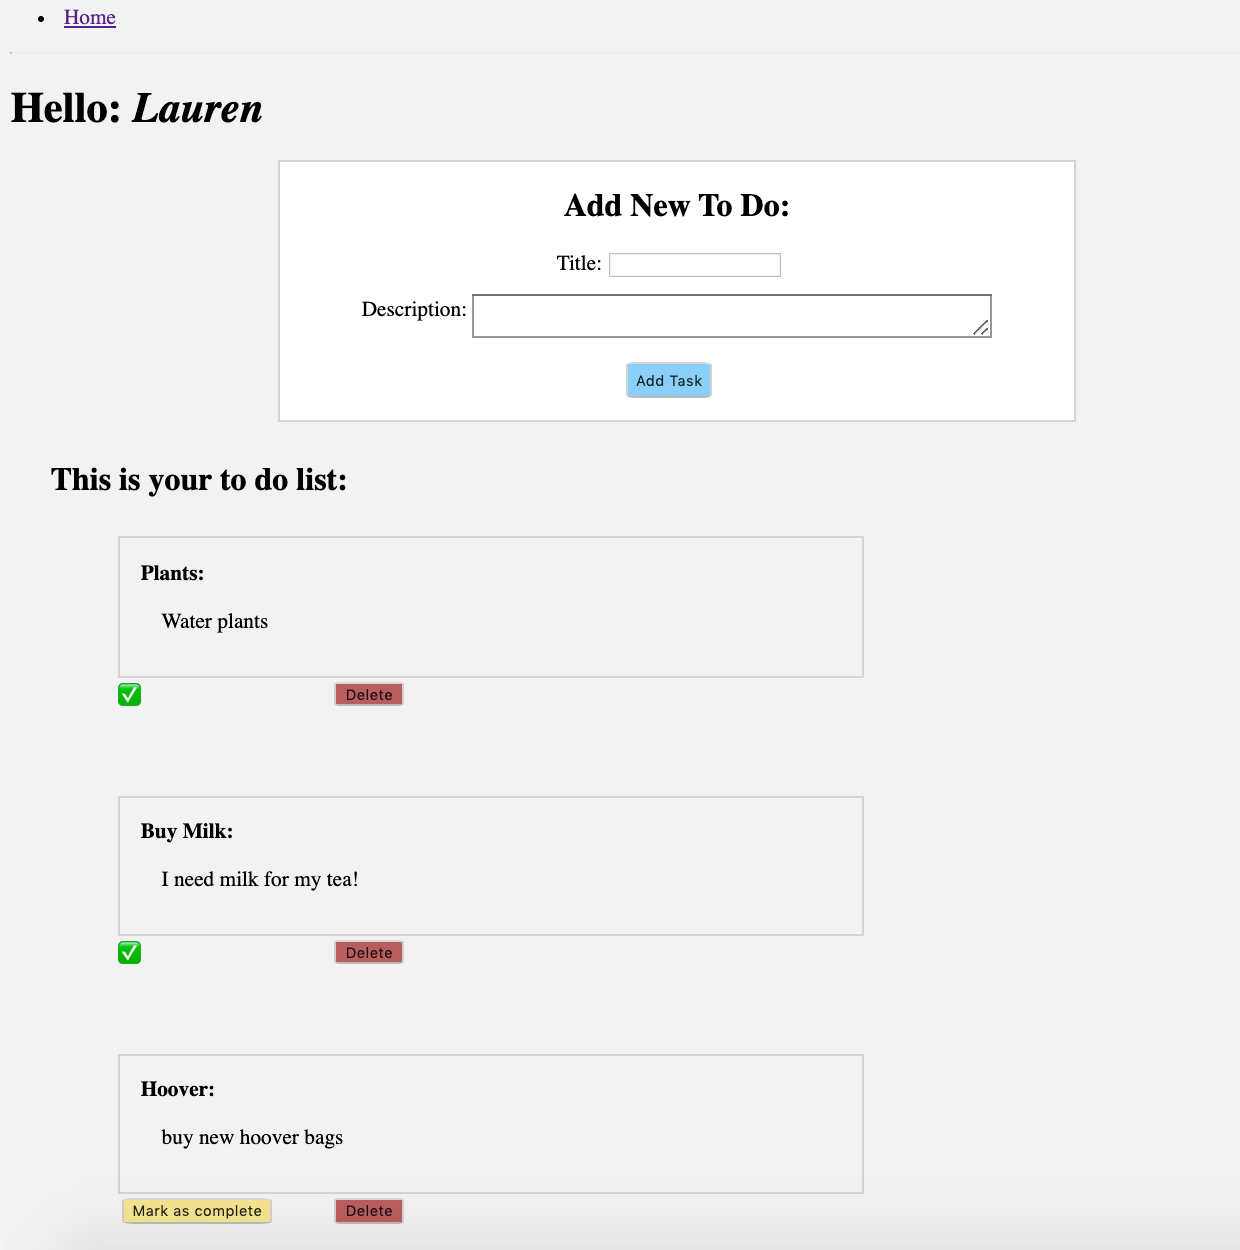 Home
Hello: Lauren
Add New To Do:
Title:
Description:
Add Task
This is your to do list:
Plants:
Water plants
✅ Delete
Buy Milk:
I need milk for my tea!
✅ Delete
Hoover:
buy new hoover bags
Mark as complete Delete